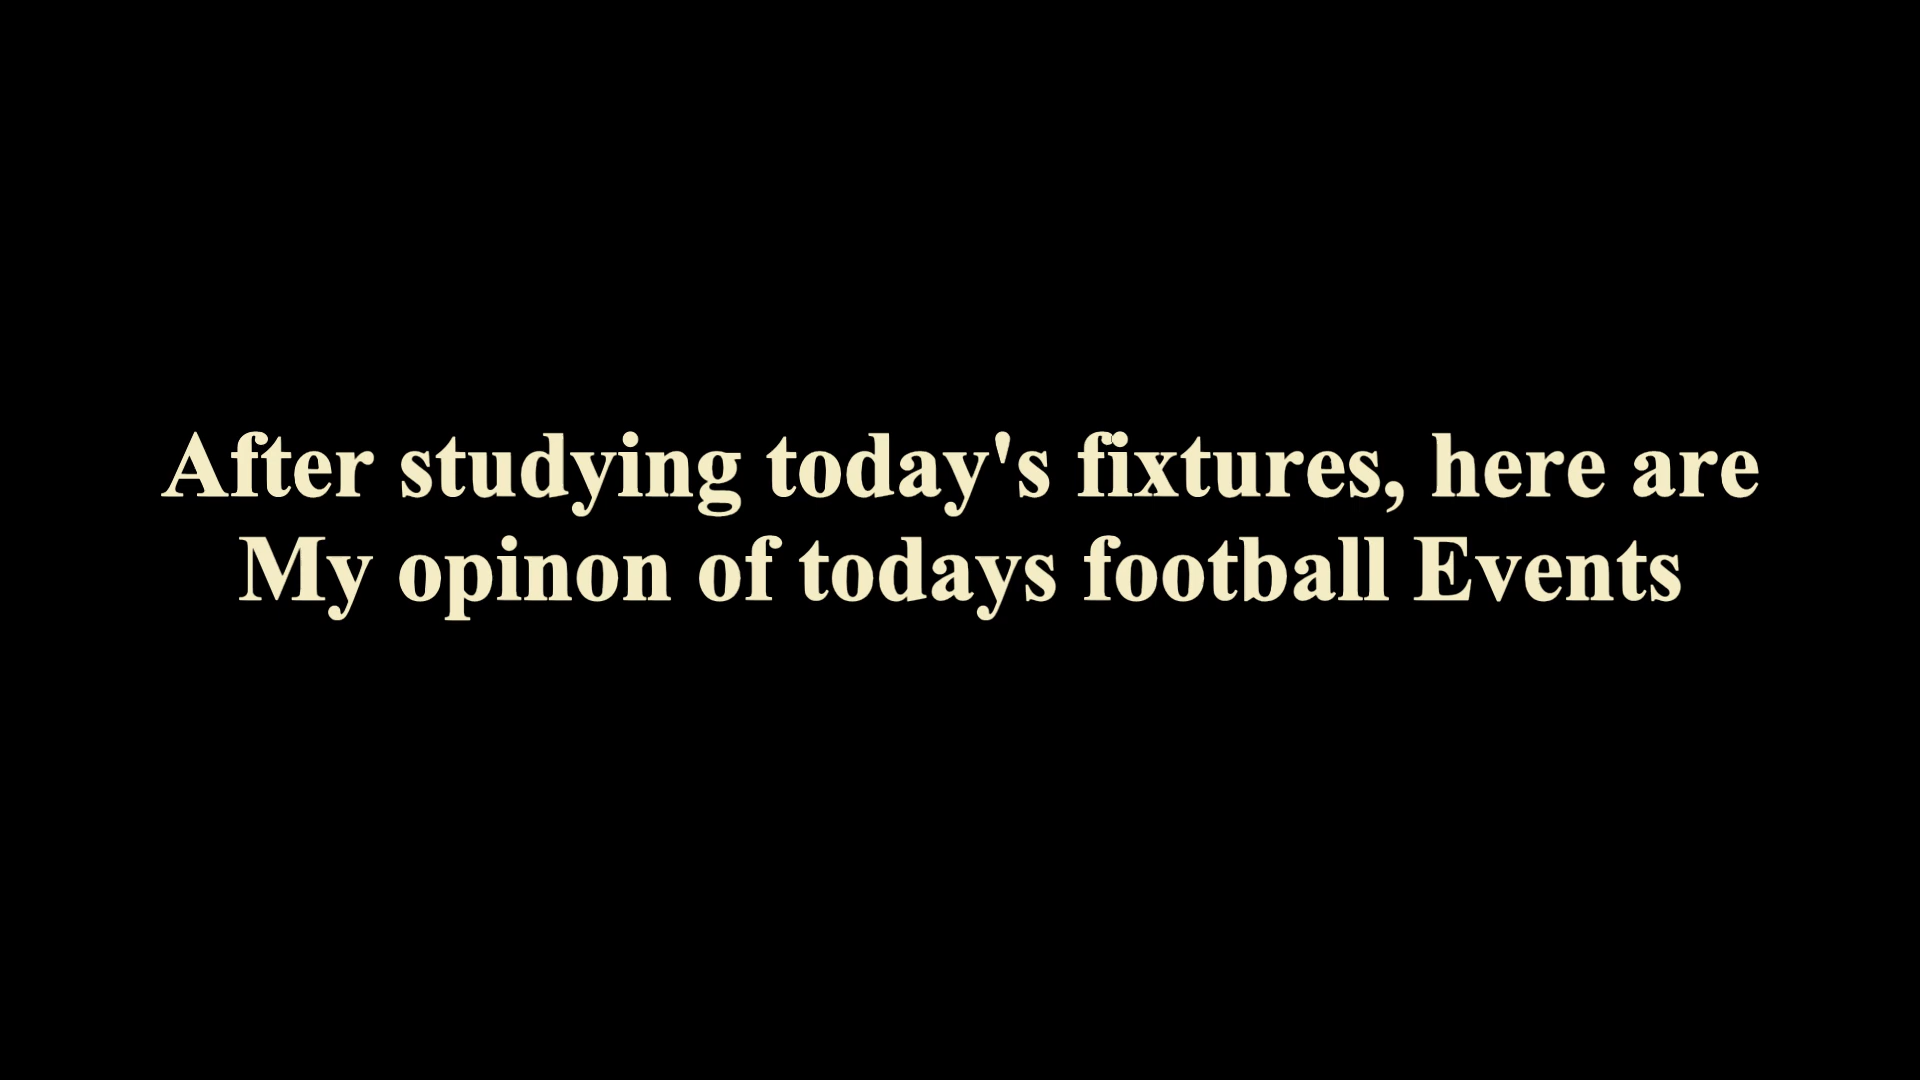 After studying today's fixtures, here are
My opinon of todays football Events